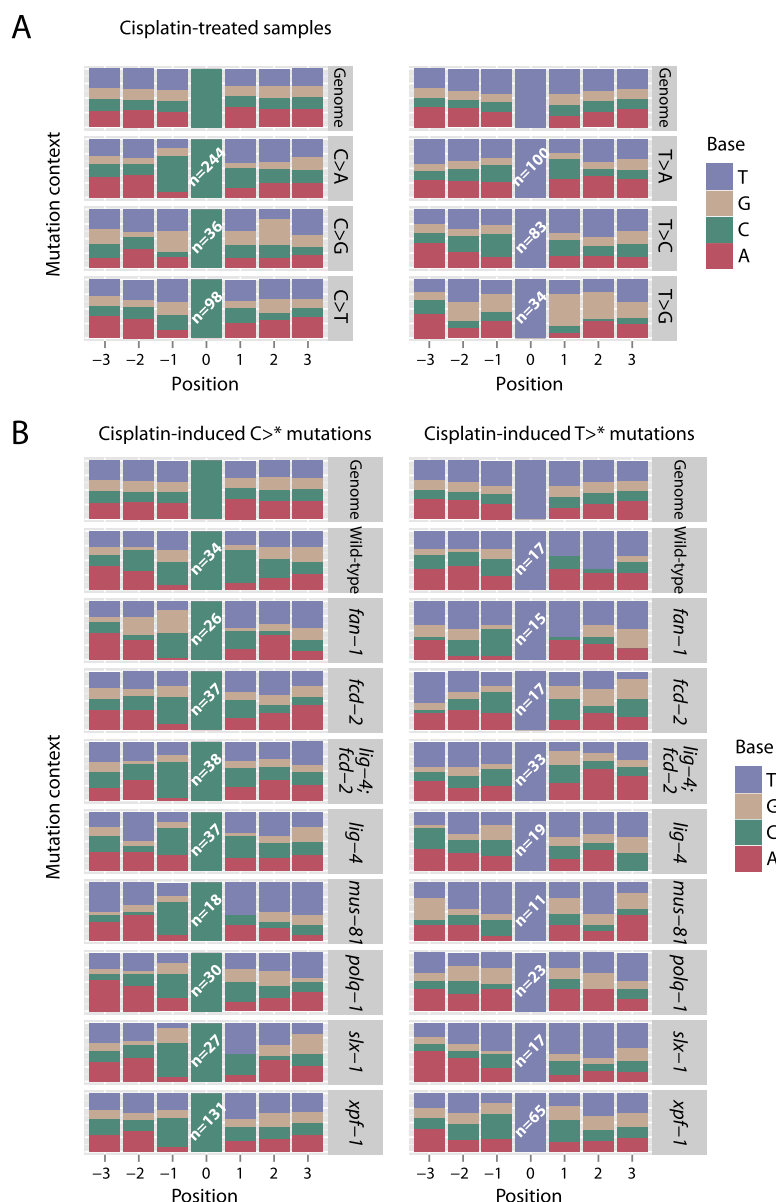 A
Cisplatin-treated samples
Mutation context
Genome
Genome
n=244
C>A
n=100
T>A
n=36
C>G
n=83
T>C
n=98
C>T
n=34
T>G
Base
T
G
C
A
−3 −2 −1 0 1 2 3
−3 −2 −1 0 1 2 3
Position
Position
B
Cisplatin-induced C>* mutations
Cisplatin-induced T>* mutations
Mutation context
Genome
Genome
n=34
Wild-type
n=17
Wild-type
n=26
fan−1
n=15
fan−1
n=37
fcd−2
n=17
fcd−2
n=38
lig−4;
fcd−2
n=33
lig−4;
fcd−2
n=37
lig−4
n=19
lig−4
n=18
mus−81
n=11
mus−81
n=30
polq−1
n=23
polq−1
n=27
slx−1
n=17
slx−1
n=131
xpf−1
n=65
xpf−1
Base
T
G
C
A
−3 −2 −1 0 1 2 3
−3 −2 −1 0 1 2 3
Position
Position